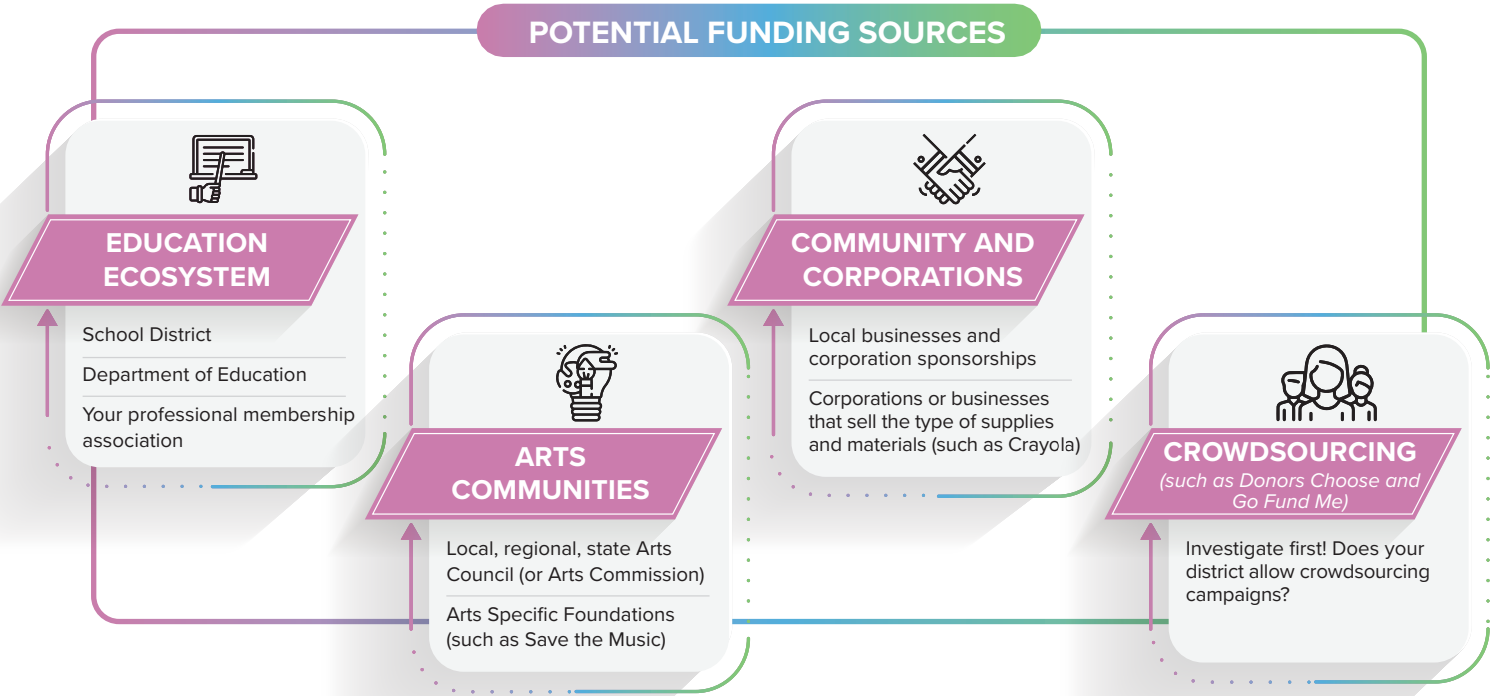 POTENTIAL FUNDING SOURCES
EDUCATION
ECOSYSTEM
School District
Department of Education
Your professional membership
association
ARTS
COMMUNITIES
Local, regional, state Arts
Council (or Arts Commission)
Arts Specific Foundations
(such as Save the Music)
COMMUNITY AND
CORPORATIONS
Local businesses and
corporation sponsorships
Corporations or businesses
that sell the type of supplies
and materials (such as Crayola)
CROWDSOURCING
(such as Donors Choose and
Go Fund Me)
Investigate first! Does your
district allow crowdsourcing
campaigns?